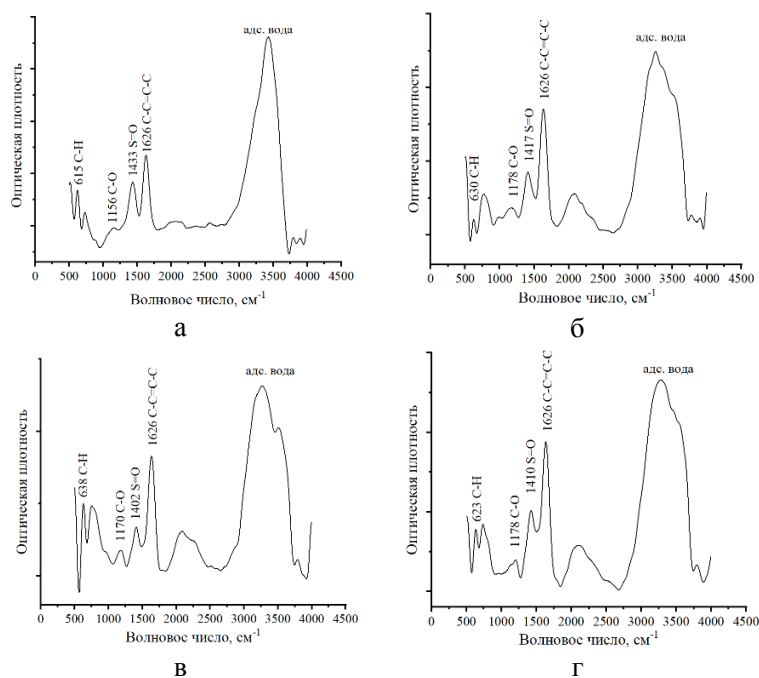 адс. вода
Оптическая плотность
615 C-H
1156 C-O
1433 S=O
1626 C-C=C-C
0 500 1000 1500 2000 2500 3000 3500 4000 4500
Волновое число, см⁻¹
а
адс. вода
Оптическая плотность
630 C-H
1178 C-O
1417 S=O
1626 C-C=C-C
0 500 1000 1500 2000 2500 3000 3500 4000 4500
Волновое число, см⁻¹
б
адс. вода
Оптическая плотность
638 C-H
1170 C-O
1402 S=O
1626 C-C=C-C
0 500 1000 1500 2000 2500 3000 3500 4000 4500
Волновое число, см⁻¹
в
адс. вода
Оптическая плотность
623 C-H
1178 C-O
1410 S=O
1626 C-C=C-C
0 500 1000 1500 2000 2500 3000 3500 4000 4500
Волновое число, см⁻¹
г